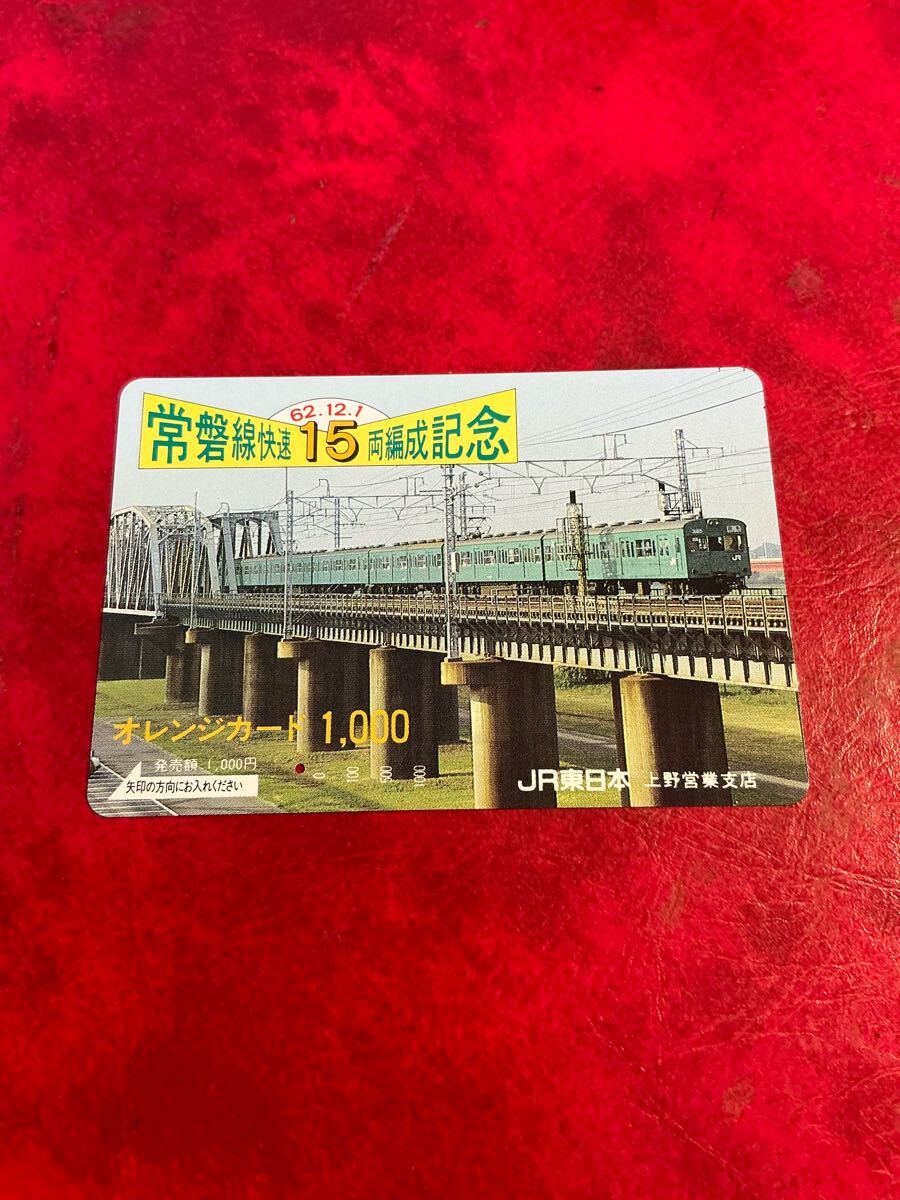 62.12.1
常磐線快速15両編成記念
JR
オレンジカード 1,000
発売額 1,000円
矢印の方向にお入れください
0 100 500 1000
JR東日本 上野営業支店